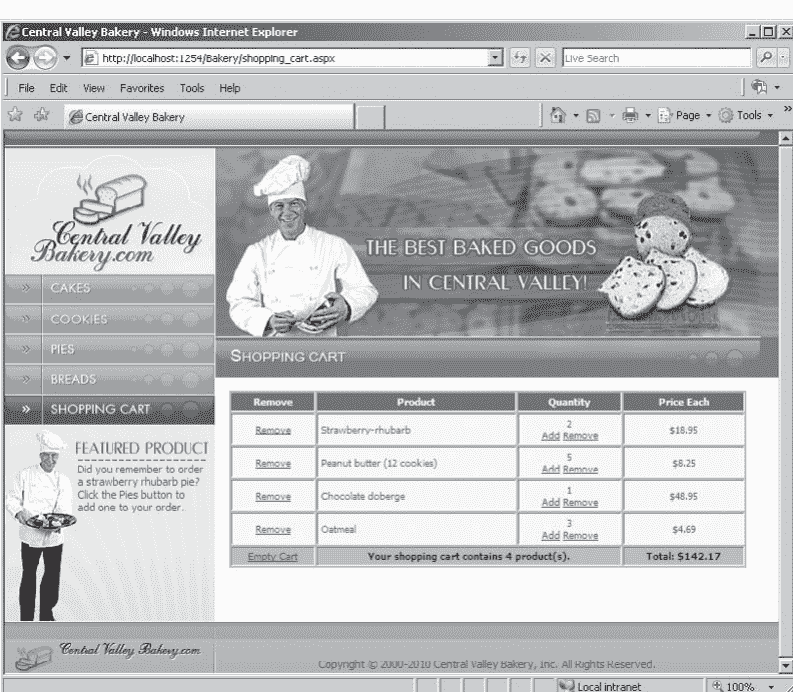 Central Valley Bakery - Windows Internet Explorer
http://localhost:1254/Bakery/shopping_cart.aspx
Live Search
File Edit View Favorites Tools Help
Central Valley Bakery
Page Tools
Central Valley
Bakery.com
THE BEST BAKED GOODS
IN CENTRAL VALLEY!
CAKES
COOKIES
PIES
BREADS
SHOPPING CART
SHOPPING CART
Remove Product Quantity Price Each
Remove Strawberry-rhubarb 2 Add Remove $18.95
Remove Peanut butter (12 cookies) 5 Add Remove $8.25
Remove Chocolate doberge 1 Add Remove $48.95
Remove Oatmeal 3 Add Remove $4.69
Empty Cart Your shopping cart contains 4 product(s). Total: $142.17
FEATURED PRODUCT
Did you remember to order
a strawberry rhubarb pie?
Click the Pies button to
add one to your order.
Central Valley Bakery.com
Copyright © 2000-2010 Central Valley Bakery, Inc. All Rights Reserved.
Local intranet
100%